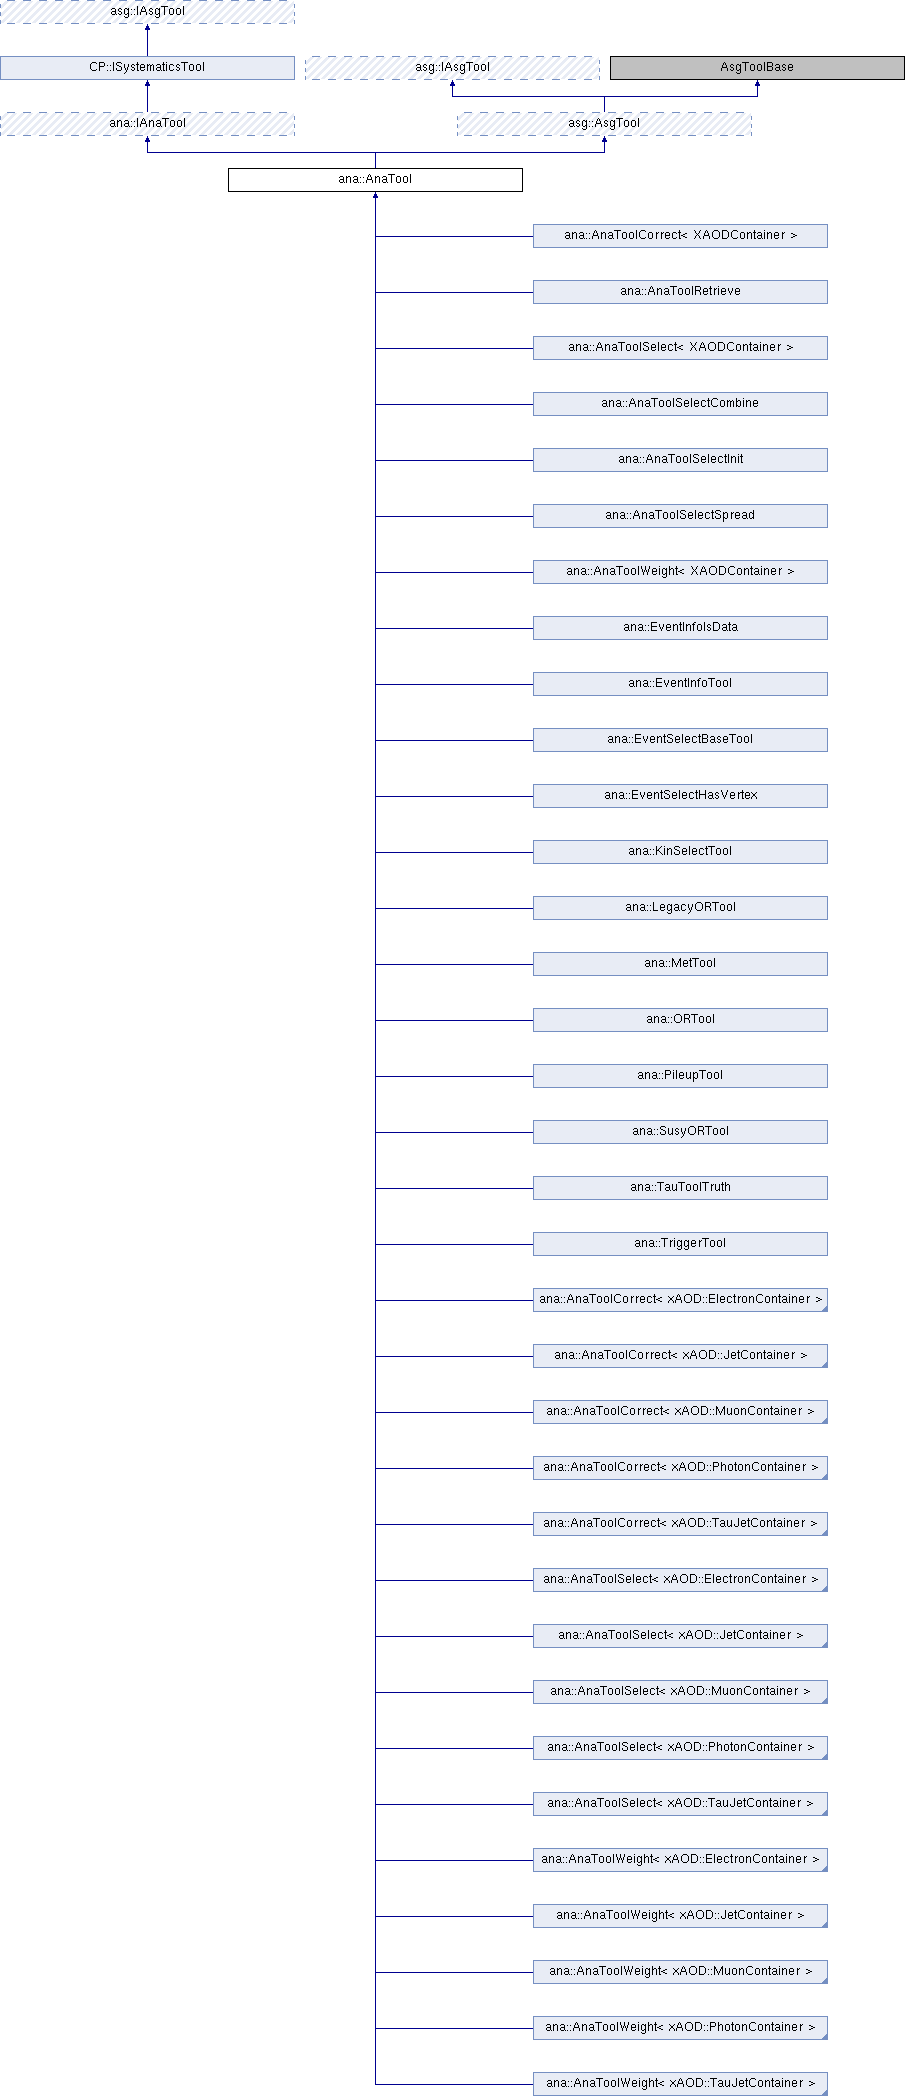 asg::IAsgTool
CP::ISystematicsTool
asg::IAsgTool
AsgToolBase
ana::IAnaTool
asg::AsgTool
ana::AnaTool
ana::AnaToolCorrect< XAODContainer >
ana::AnaToolRetrieve
ana::AnaToolSelect< XAODContainer >
ana::AnaToolSelectCombine
ana::AnaToolSelectInit
ana::AnaToolSelectSpread
ana::AnaToolWeight< XAODContainer >
ana::EventInfoIsData
ana::EventInfoTool
ana::EventSelectBaseTool
ana::EventSelectHasVertex
ana::KinSelectTool
ana::LegacyORTool
ana::MetTool
ana::ORTool
ana::PileupTool
ana::SusyORTool
ana::TauToolTruth
ana::TriggerTool
ana::AnaToolCorrect< xAOD::ElectronContainer >
ana::AnaToolCorrect< xAOD::JetContainer >
ana::AnaToolCorrect< xAOD::MuonContainer >
ana::AnaToolCorrect< xAOD::PhotonContainer >
ana::AnaToolCorrect< xAOD::TauJetContainer >
ana::AnaToolSelect< xAOD::ElectronContainer >
ana::AnaToolSelect< xAOD::JetContainer >
ana::AnaToolSelect< xAOD::MuonContainer >
ana::AnaToolSelect< xAOD::PhotonContainer >
ana::AnaToolSelect< xAOD::TauJetContainer >
ana::AnaToolWeight< xAOD::ElectronContainer >
ana::AnaToolWeight< xAOD::JetContainer >
ana::AnaToolWeight< xAOD::MuonContainer >
ana::AnaToolWeight< xAOD::PhotonContainer >
ana::AnaToolWeight< xAOD::TauJetContainer >